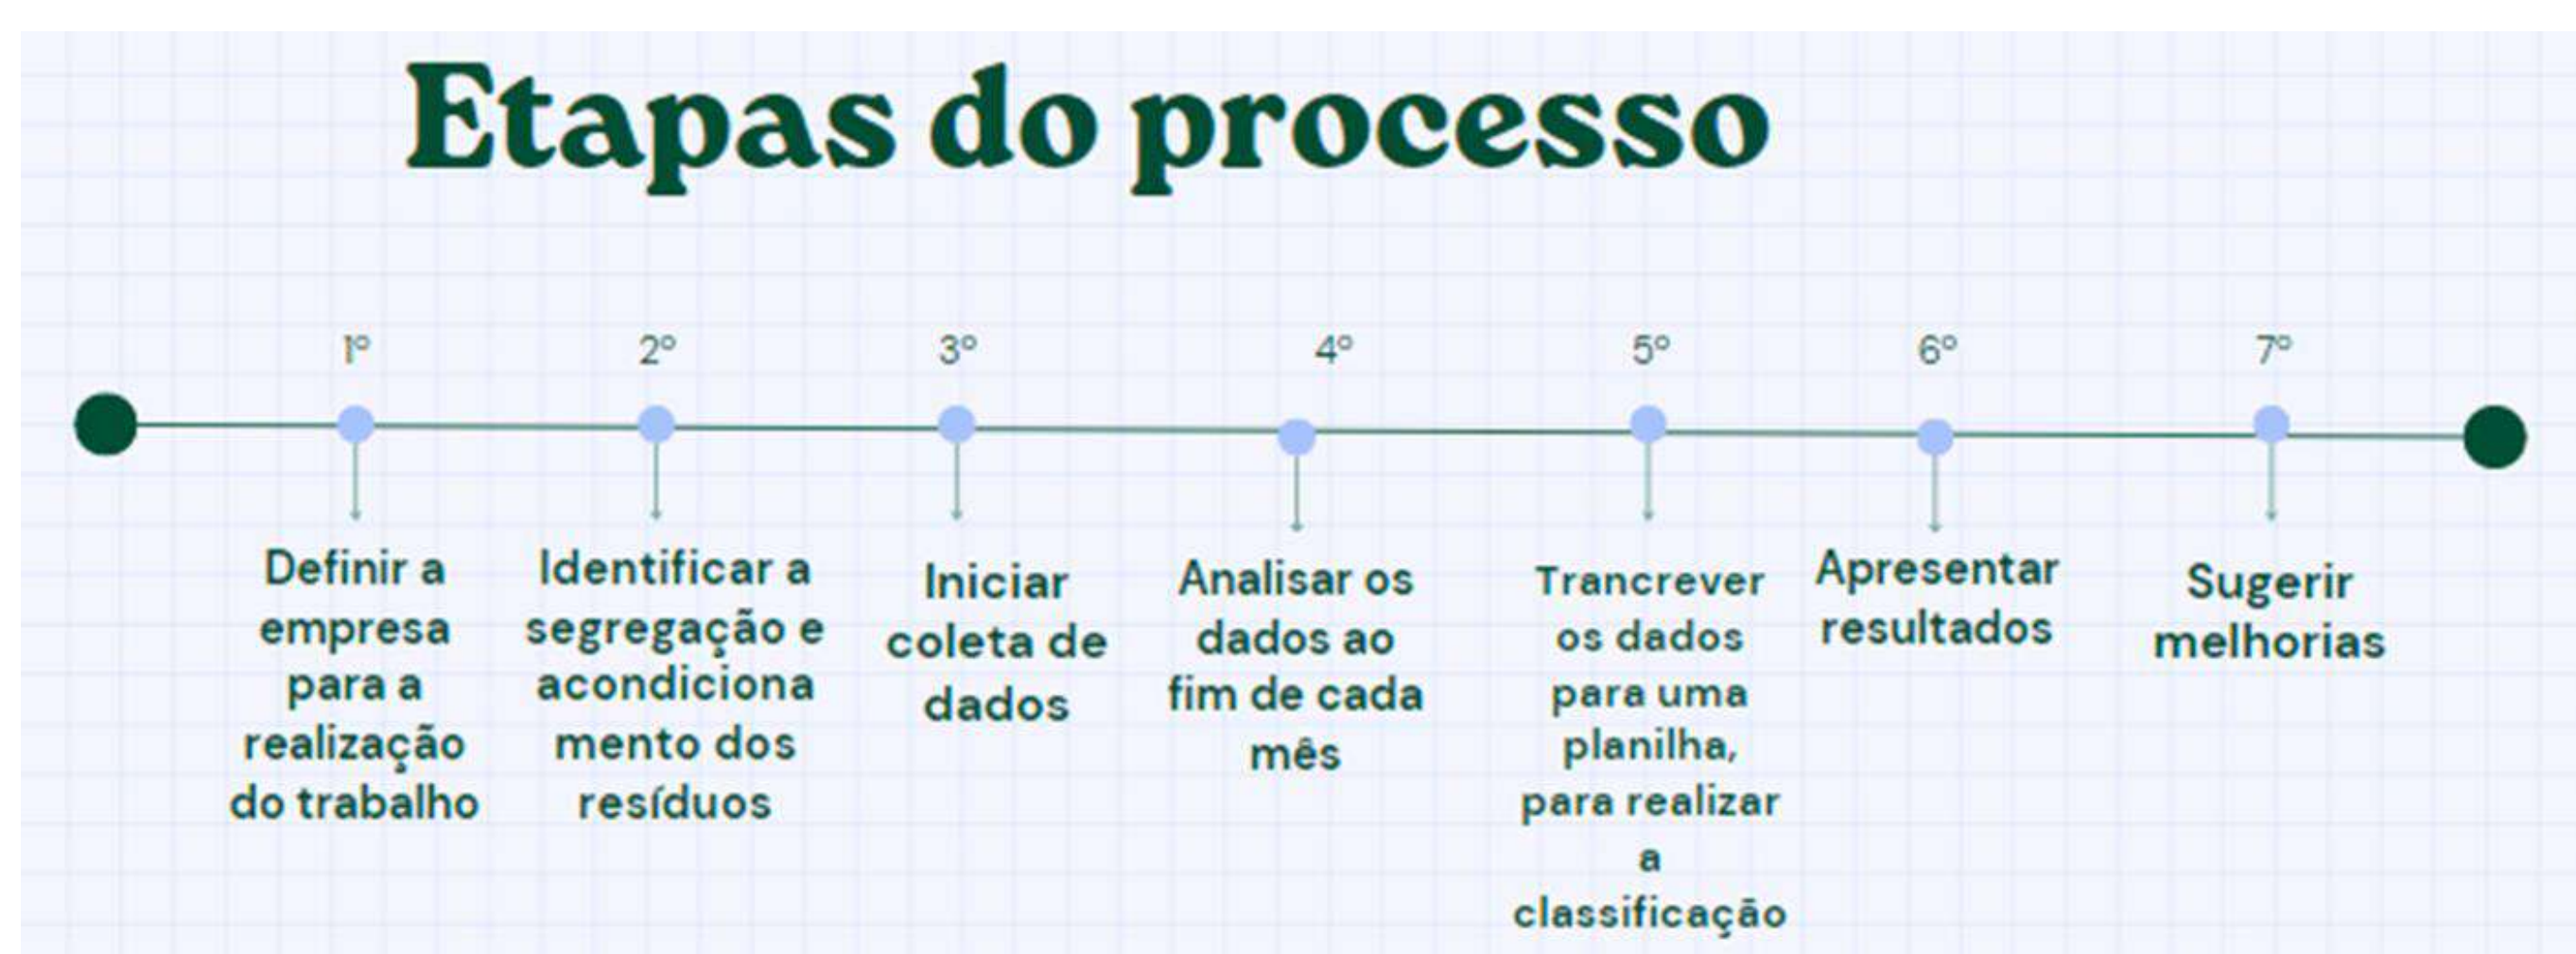 Etapas do processo
1º
2º
3º
4º
5º
6º
7º
Definir a
empresa
para a
realização
do trabalho
Identificar a
segregação e
acondiciona
mento dos
resíduos
Iniciar
coleta de
dados
Analisar os
dados ao
fim de cada
mês
Trancrever
os dados
para uma
planilha,
para realizar
a
classificação
Apresentar
resultados
Sugerir
melhorias